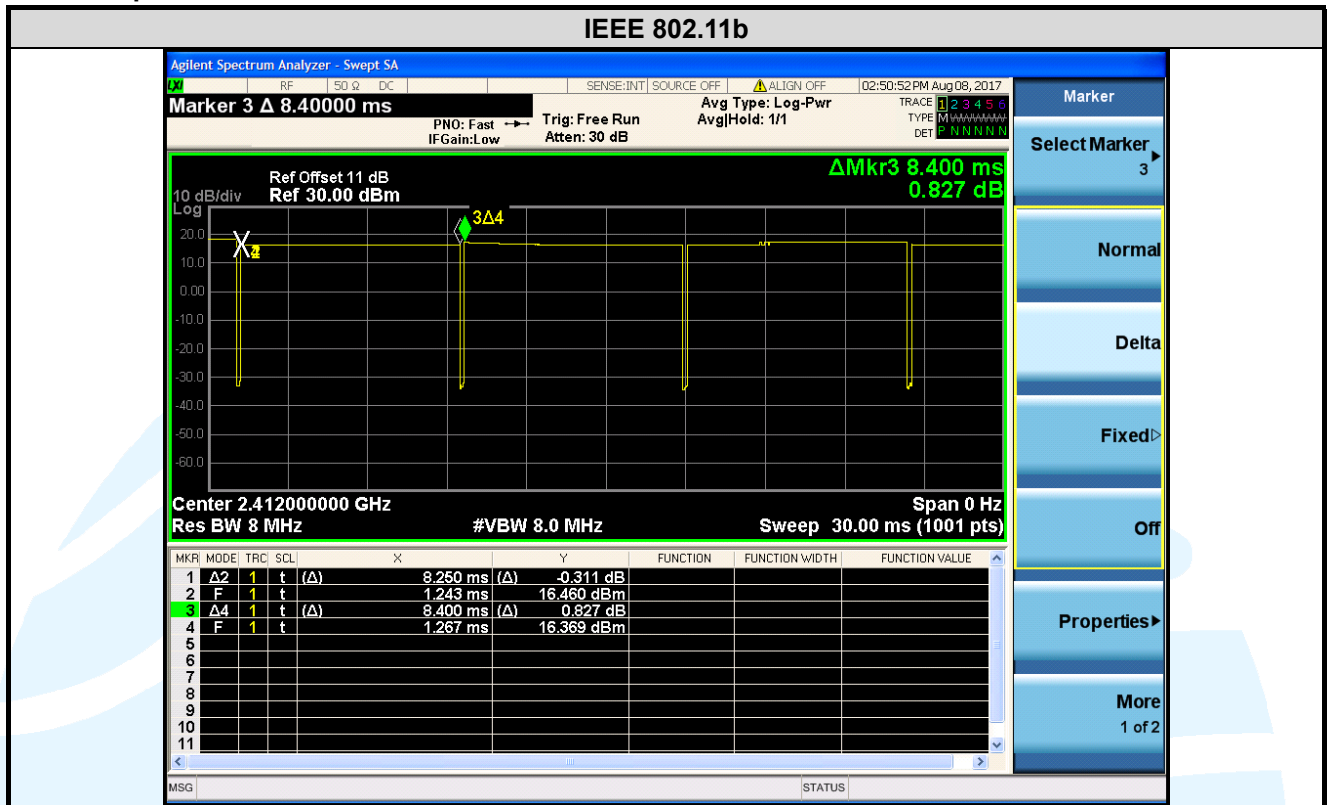 IEEE 802.11b
Agilent Spectrum Analyzer - Swept SA
LXI RF 50 Ω DC SENSE:INT SOURCE OFF ⚠ ALIGN OFF 02:50:52 PM Aug 08, 2017
Marker 3 Δ 8.40000 ms
PNO: Fast
IFGain:Low
Trig: Free Run
Atten: 30 dB
Avg Type: Log-Pwr
Avg|Hold: 1/1
TRACE 1 2 3 4 5 6
TYPE M
DET P N N N N N
ΔMkr3 8.400 ms
0.827 dB
Ref Offset 11 dB
10 dB/div Ref 30.00 dBm
Log
20.0
10.0
0.00
-10.0
-20.0
-30.0
-40.0
-50.0
-60.0
3Δ4
Center 2.412000000 GHz Span 0 Hz
Res BW 8 MHz #VBW 8.0 MHz Sweep 30.00 ms (1001 pts)
MKR MODE TRC SCL X Y FUNCTION FUNCTION WIDTH FUNCTION VALUE
1 Δ2 1 t (Δ) 8.250 ms (Δ) -0.311 dB
2 F 1 t 1.243 ms 16.460 dBm
3 Δ4 1 t (Δ) 8.400 ms (Δ) 0.827 dB
4 F 1 t 1.267 ms 16.369 dBm
5
6
7
8
9
10
11
MSG STATUS
Marker
Select Marker
3
Normal
Delta
Fixed
Off
Properties
More
1 of 2